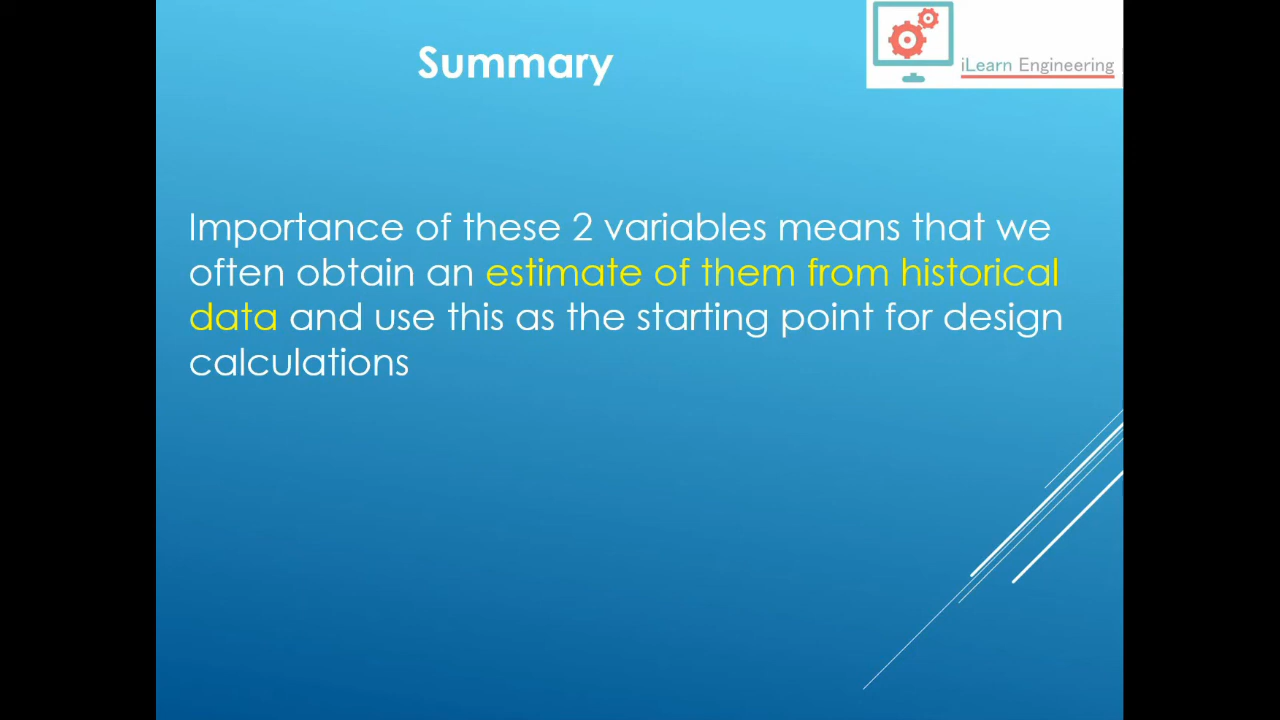 Summary
iLearn Engineering
Importance of these 2 variables means that we
often obtain an estimate of them from historical
data and use this as the starting point for design
calculations